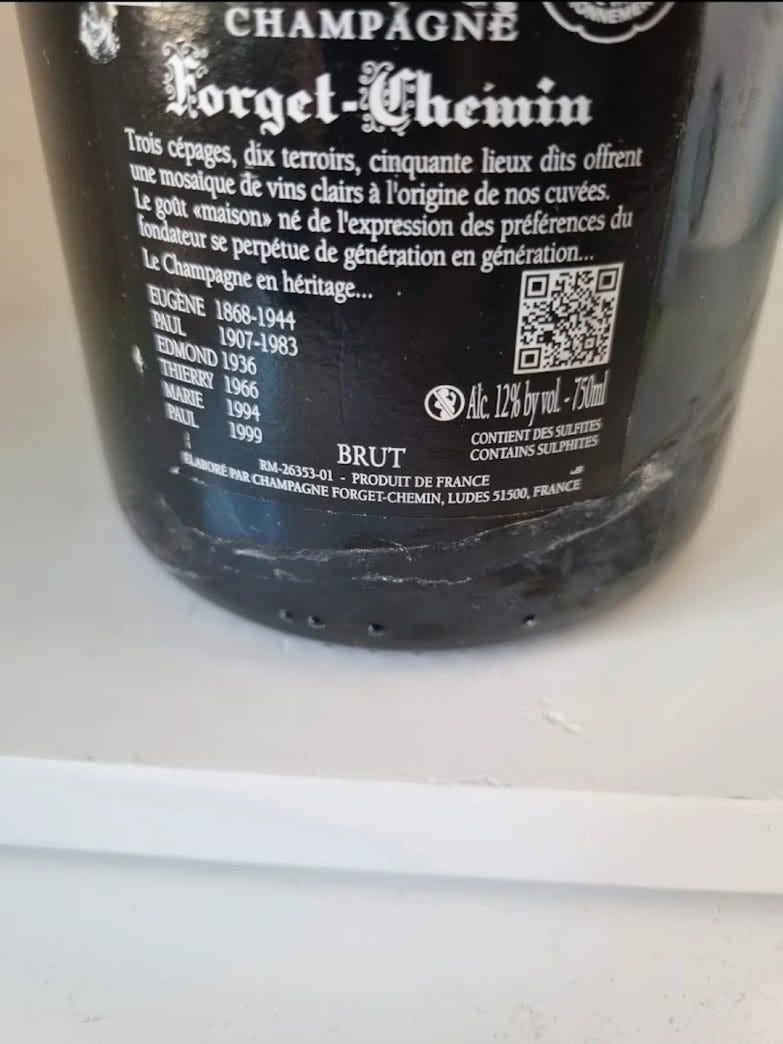 CHAMPAGNE
Forget-Chemin
Trois cépages, dix terroirs, cinquante lieux dits offrent
une mosaïque de vins clairs à l'origine de nos cuvées.
Le goût «maison» né de l'expression des préférences du
fondateur se perpétue de génération en génération...
Le Champagne en héritage...
EUGÈNE 1868-1944
PAUL 1907-1983
EDMOND 1936
THIERRY 1966
MARIE 1994
PAUL 1999
Alc. 12% by vol. - 750ml
CONTIENT DES SULFITES
CONTAINS SULPHITES
BRUT
RM-26353-01 - PRODUIT DE FRANCE
ÉLABORÉ PAR CHAMPAGNE FORGET-CHEMIN, LUDES 51500, FRANCE